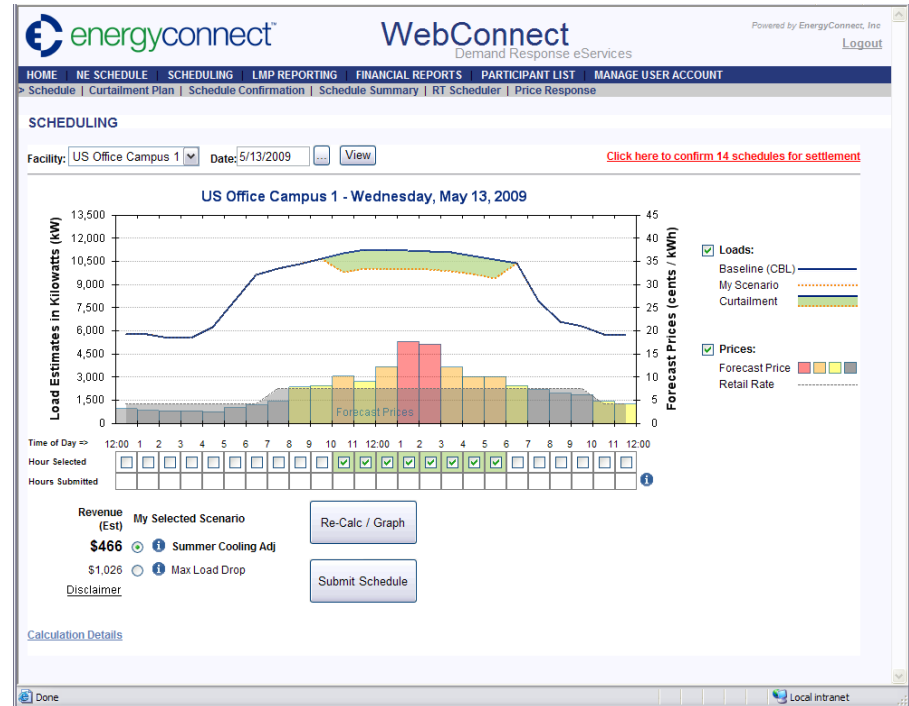 energyconnect™
WebConnect
Demand Response eServices
Powered by EnergyConnect, Inc
Logout
HOME | NE SCHEDULE | SCHEDULING | LMP REPORTING | FINANCIAL REPORTS | PARTICIPANT LIST | MANAGE USER ACCOUNT
> Schedule | Curtailment Plan | Schedule Confirmation | Schedule Summary | RT Scheduler | Price Response
SCHEDULING
Facility: US Office Campus 1 Date: 5/13/2009 ... View
Click here to confirm 14 schedules for settlement
US Office Campus 1 - Wednesday, May 13, 2009
Load Estimates in Kilowatts (kW)
13,500
12,000
10,500
9,000
7,500
6,000
4,500
3,000
1,500
0
Forecast Prices
45
40
35
30
25
20
15
10
5
0
Forecast Prices (cents / kWh)
Loads:
Baseline (CBL)
My Scenario
Curtailment
Prices:
Forecast Price
Retail Rate
Time of Day => 12:00 1 2 3 4 5 6 7 8 9 10 11 12:00 1 2 3 4 5 6 7 8 9 10 11 12:00
Hour Selected
Hours Submitted
Revenue (Est)
My Selected Scenario
$466 Summer Cooling Adj
$1,026 Max Load Drop
Disclaimer
Re-Calc / Graph
Submit Schedule
Calculation Details
Done
Local intranet